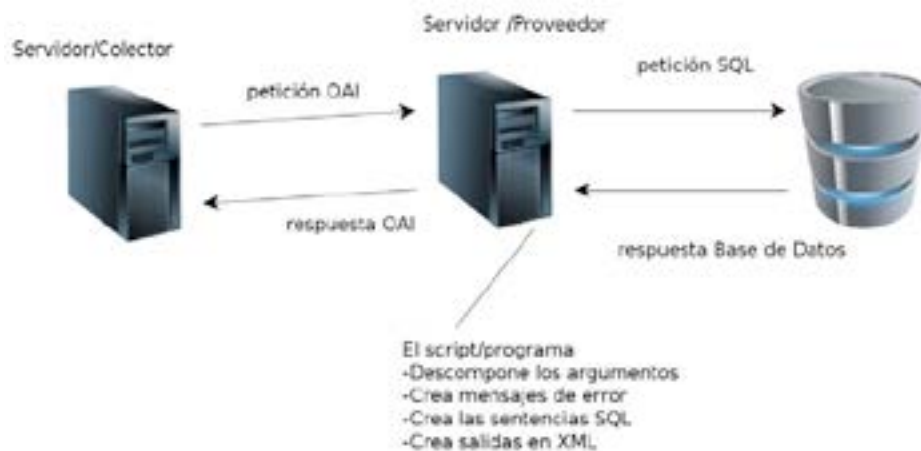 Servidor/Colector
Servidor /Proveedor
petición OAI
petición SQL
respuesta OAI
respuesta Base de Datos
El script/programa
-Descompone los argumentos
-Crea mensajes de error
-Crea las sentencias SQL
-Crea salidas en XML